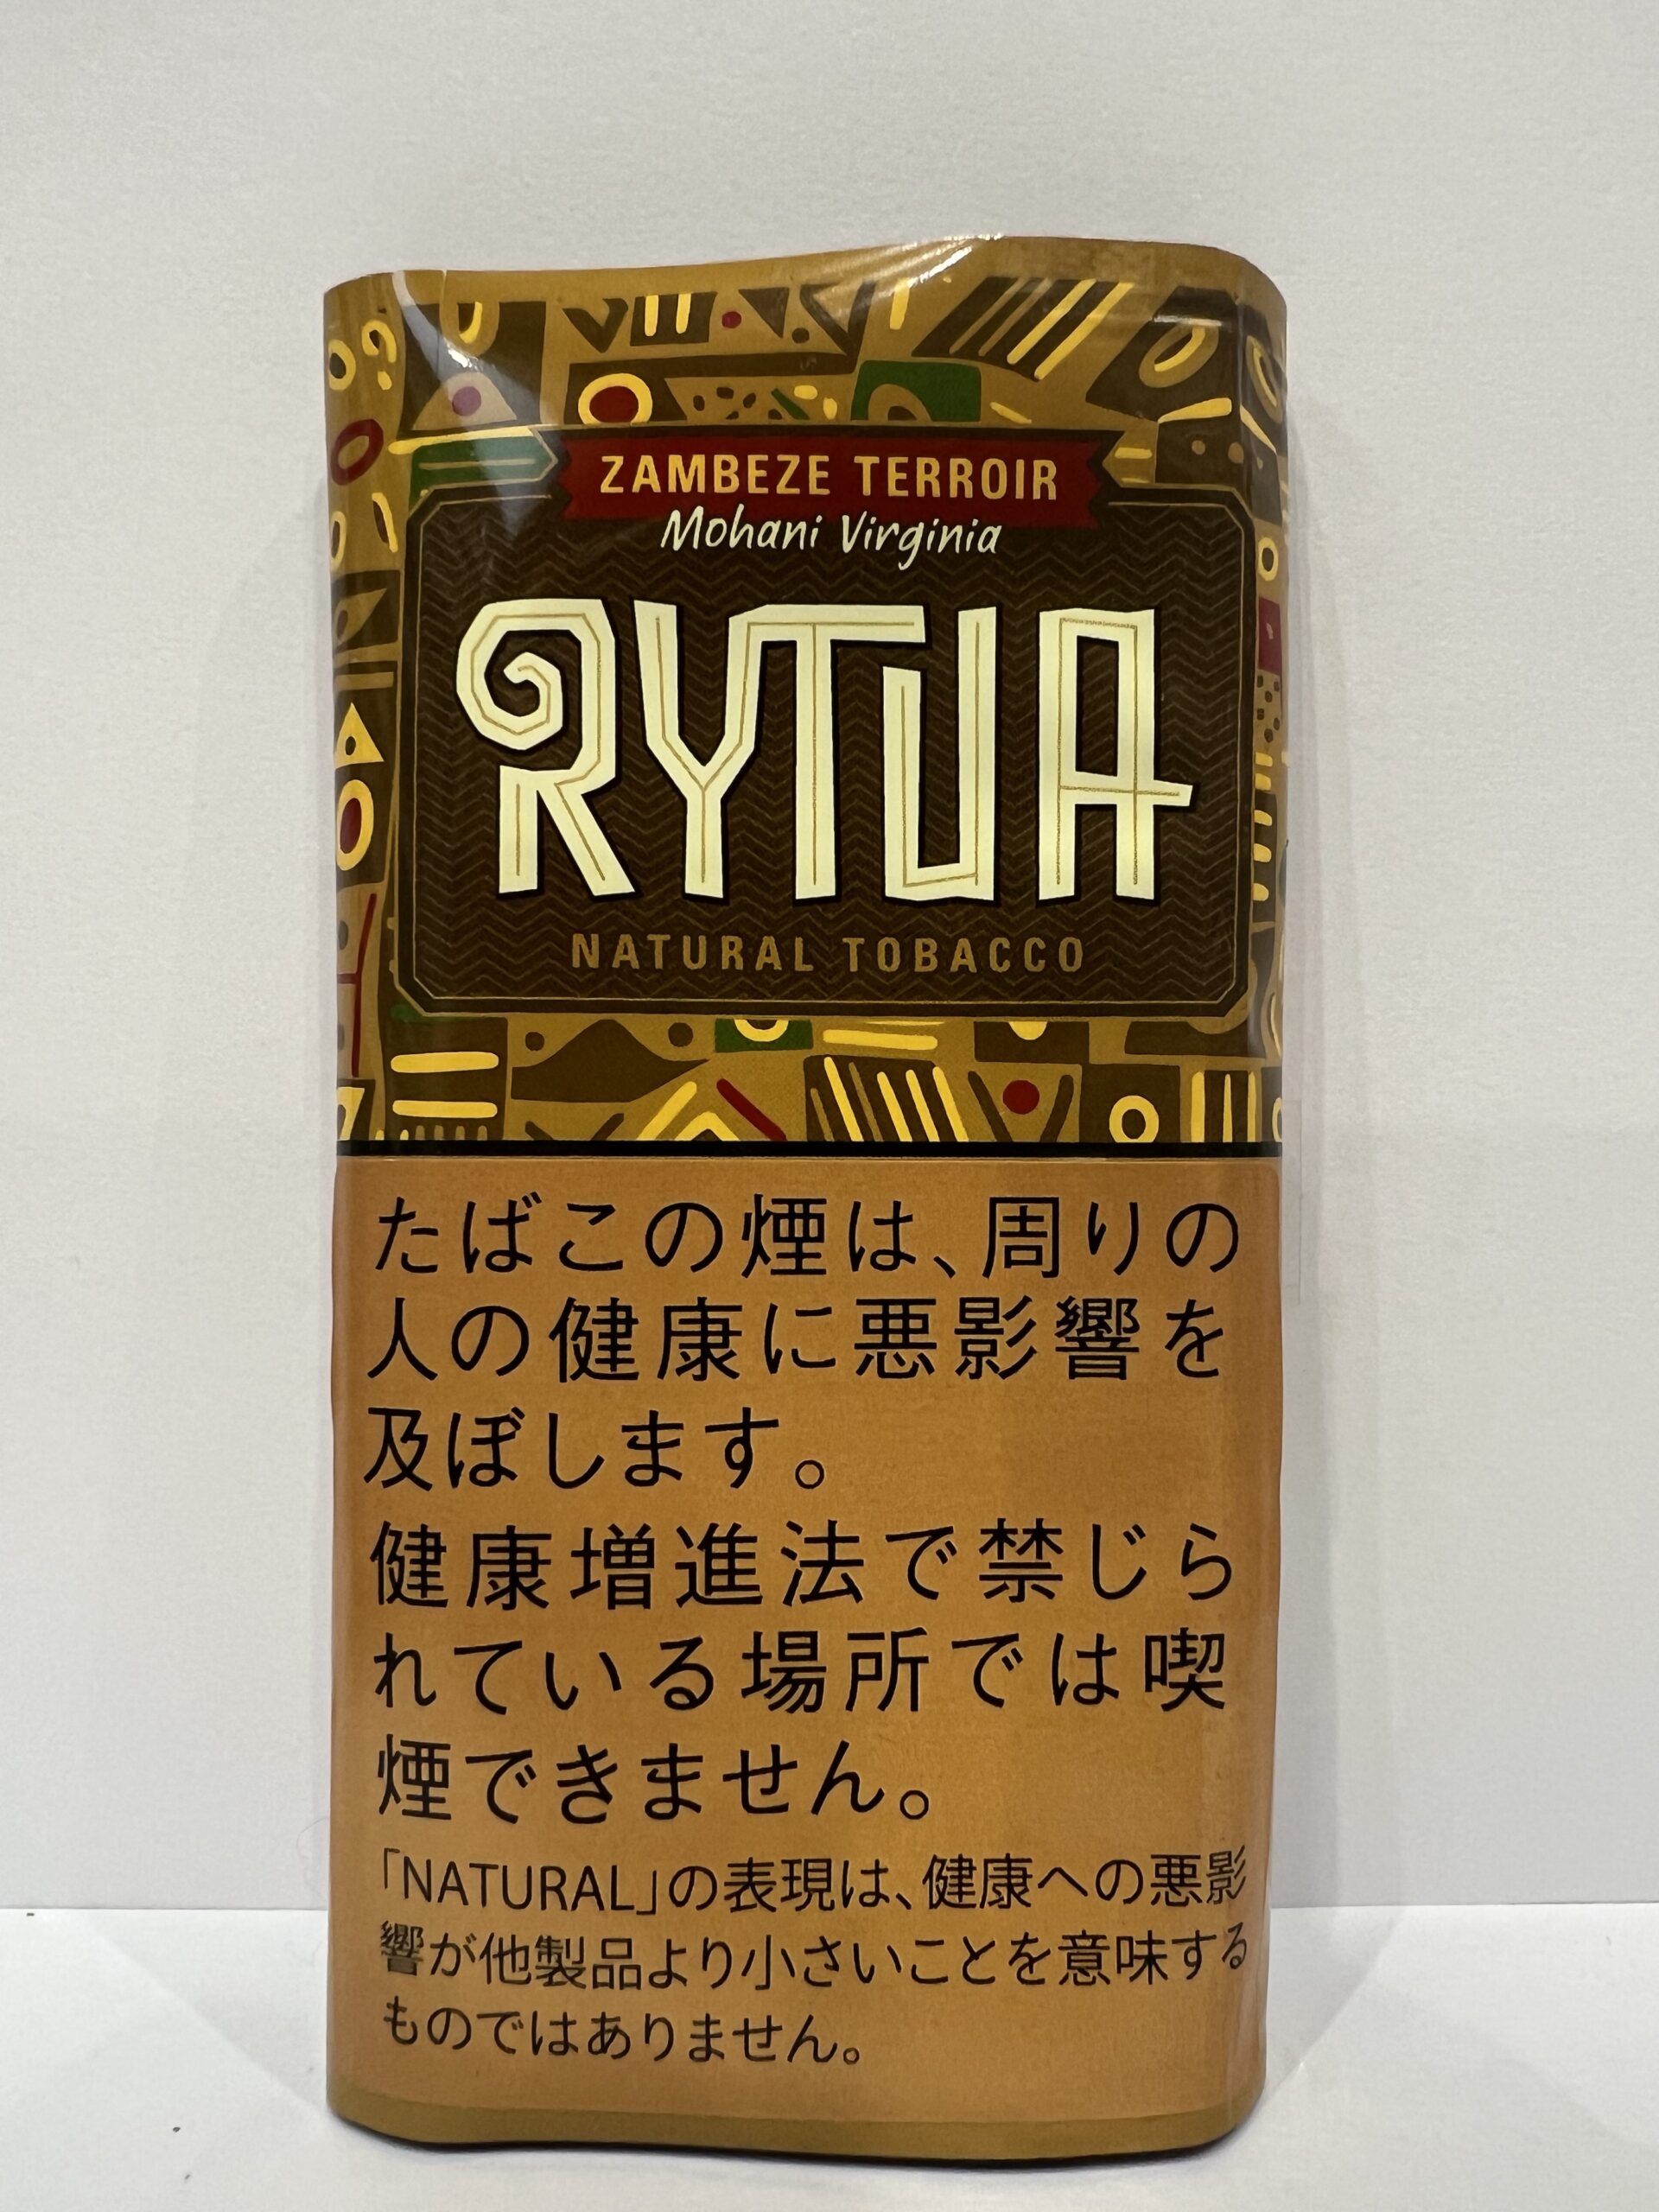 ZAMBEZE TERROIR
Mohani Virginia
RYTUA
NATURAL TOBACCO
たばこの煙は、周りの
人の健康に悪影響を
及ぼします。
健康増進法で禁じら
れている場所では喫
煙できません。
「NATURAL」の表現は、健康への悪影
響が他製品より小さいことを意味する
ものではありません。